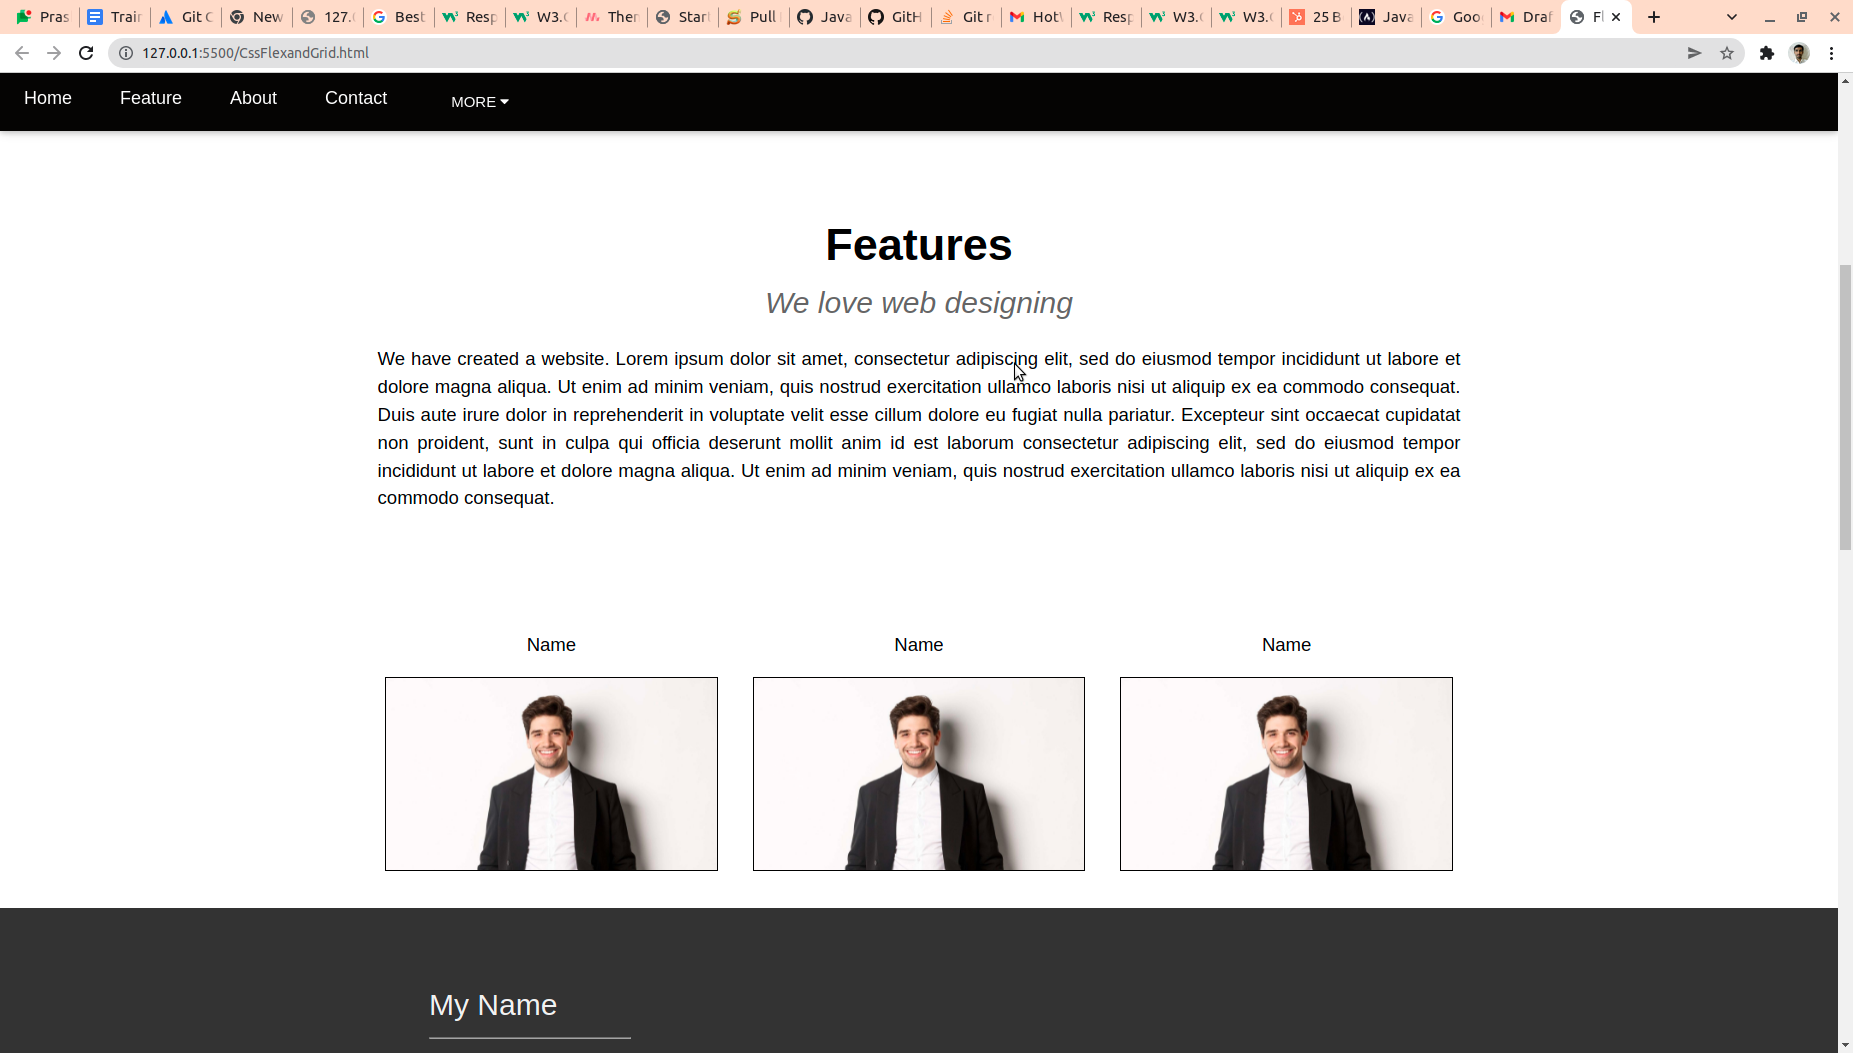 Pras
Train
Git C
New
127.
Best
Resp
W3.C
Then
Start
Pull
Java
GitH
Git r
HotV
Resp
W3.C
W3.C
25 B
Java
Goo
Draf
Fl
127.0.0.1:5500/CssFlexandGrid.html
Home Feature About Contact MORE
Features
We love web designing
We have created a website. Lorem ipsum dolor sit amet, consectetur adipiscing elit, sed do eiusmod tempor incididunt ut labore et
dolore magna aliqua. Ut enim ad minim veniam, quis nostrud exercitation ullamco laboris nisi ut aliquip ex ea commodo consequat.
Duis aute irure dolor in reprehenderit in voluptate velit esse cillum dolore eu fugiat nulla pariatur. Excepteur sint occaecat cupidatat
non proident, sunt in culpa qui officia deserunt mollit anim id est laborum consectetur adipiscing elit, sed do eiusmod tempor
incididunt ut labore et dolore magna aliqua. Ut enim ad minim veniam, quis nostrud exercitation ullamco laboris nisi ut aliquip ex ea
commodo consequat.
Name Name Name
My Name